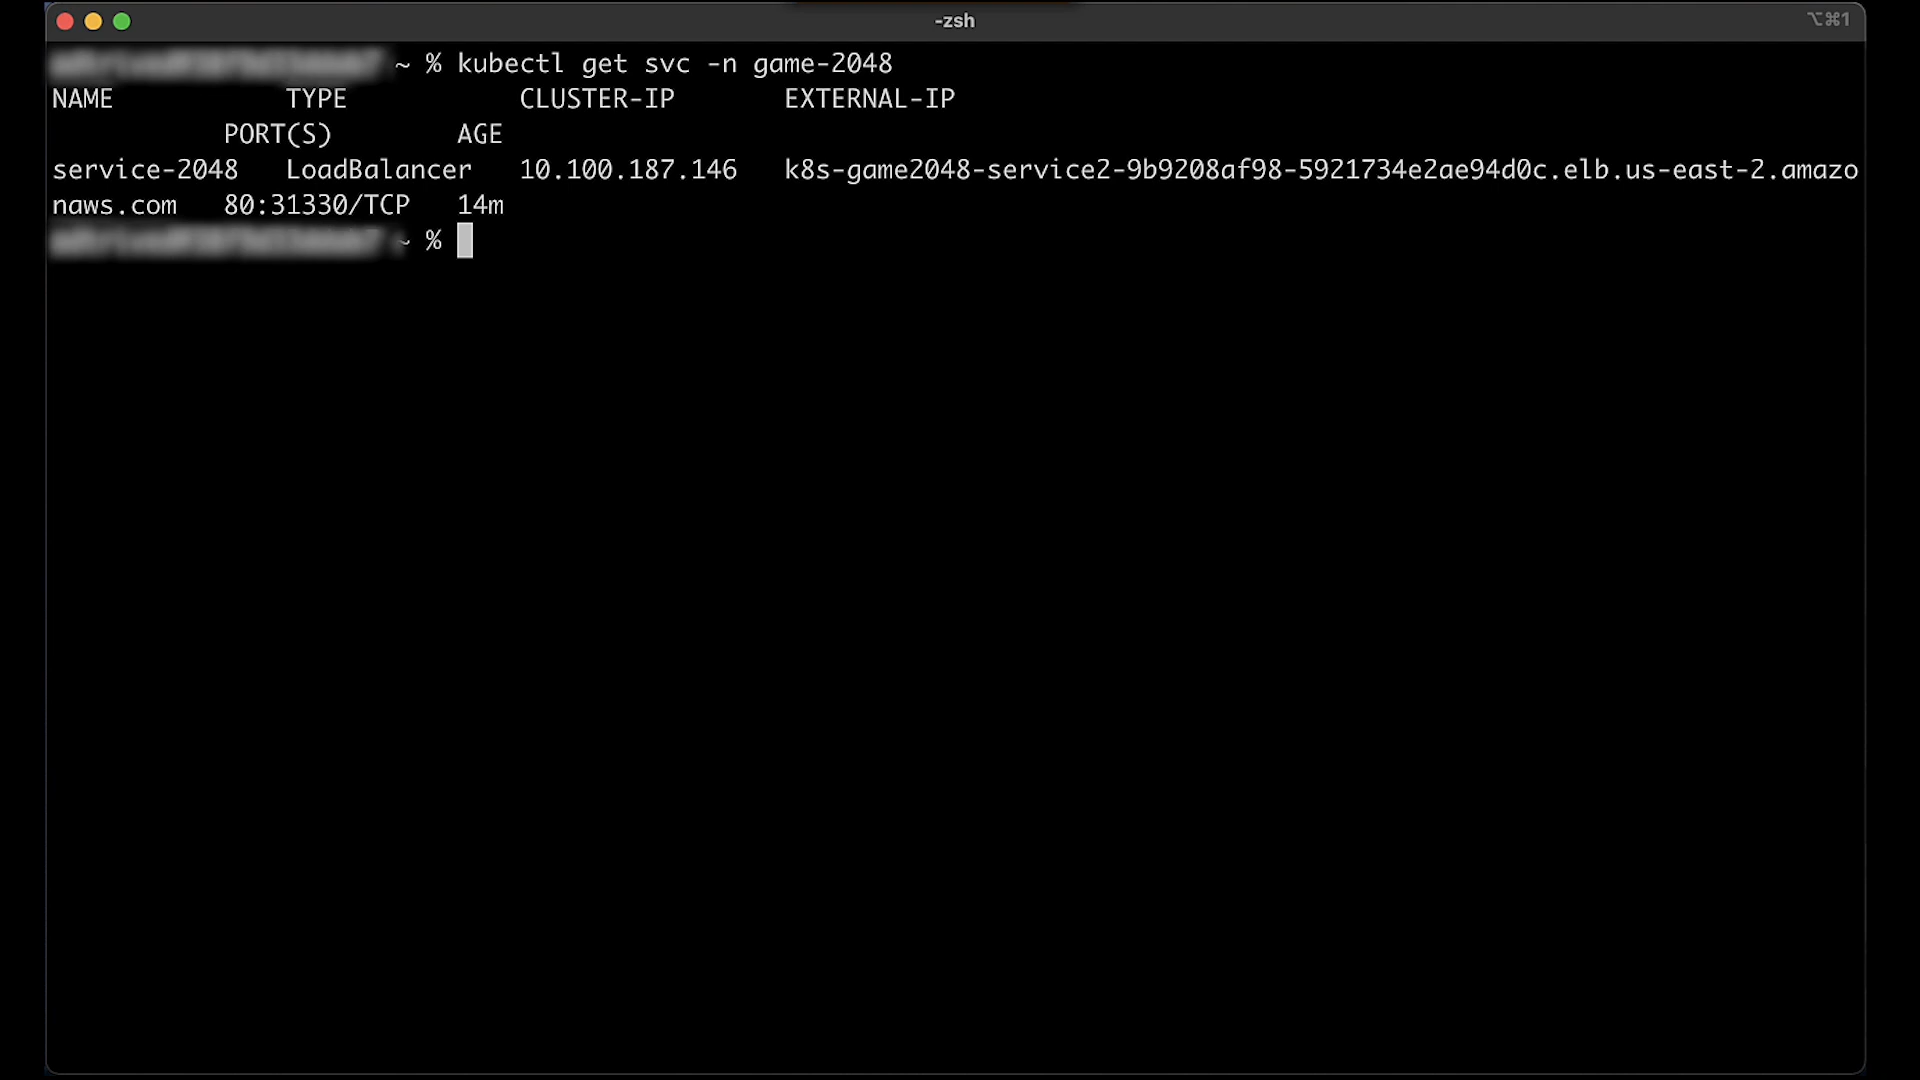 -zsh
⌥⌘1
~ % kubectl get svc -n game-2048
NAME TYPE CLUSTER-IP EXTERNAL-IP
PORT(S) AGE
service-2048 LoadBalancer 10.100.187.146 k8s-game2048-service2-9b9208af98-5921734e2ae94d0c.elb.us-east-2.amazo
naws.com 80:31330/TCP 14m
~ %